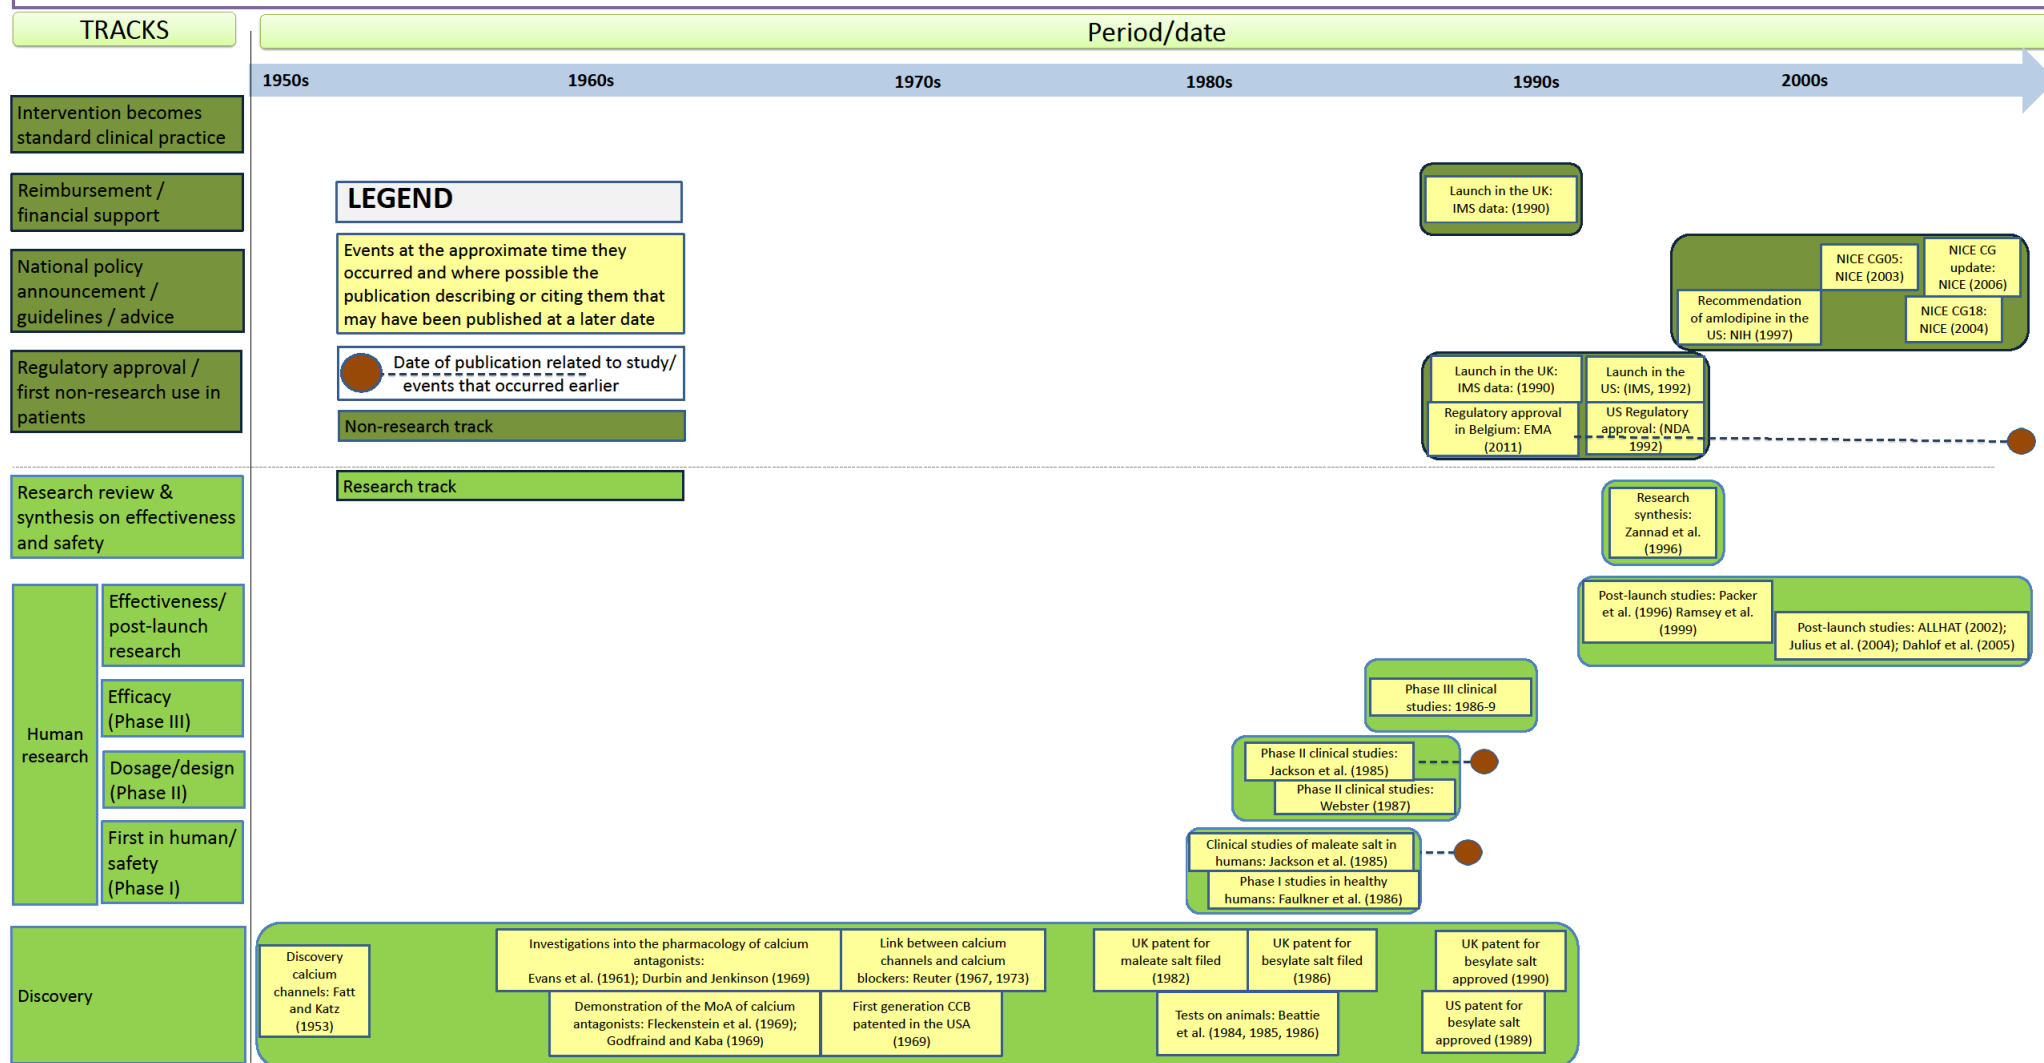 TRACKS
Period/date
1950s
1960s
1970s
1980s
1990s
2000s
Intervention becomes
standard clinical practice
Reimbursement /
financial support
Launch in the UK:
IMS data: (1990)
LEGEND
Events at the approximate time they
occurred and where possible the
publication describing or citing them that
may have been published at a later date
Date of publication related to study/
events that occurred earlier
Non-research track
Research track
National policy
announcement /
guidelines / advice
Recommendation
of amlodipine in the
US: NIH (1997)
NICE CG05:
NICE (2003)
NICE CG
update:
NICE (2006)
NICE CG18:
NICE (2004)
Regulatory approval /
first non-research use in
patients
Launch in the UK:
IMS data: (1990)
Launch in the
US: (IMS, 1992)
Regulatory approval
in Belgium: EMA
(2011)
US Regulatory
approval: (NDA
1992)
Research review &
synthesis on effectiveness
and safety
Research
synthesis:
Zannad et al.
(1996)
Human
research
Effectiveness/
post-launch
research
Post-launch studies: Packer
et al. (1996) Ramsey et al.
(1999)
Post-launch studies: ALLHAT (2002);
Julius et al. (2004); Dahlof et al. (2005)
Efficacy
(Phase III)
Phase III clinical
studies: 1986-9
Dosage/design
(Phase II)
Phase II clinical studies:
Jackson et al. (1985)
Phase II clinical studies:
Webster (1987)
First in human/
safety
(Phase I)
Clinical studies of maleate salt in
humans: Jackson et al. (1985)
Phase I studies in healthy
humans: Faulkner et al. (1986)
Discovery
Discovery
calcium
channels: Fatt
and Katz
(1953)
Investigations into the pharmacology of calcium
antagonists:
Evans et al. (1961); Durbin and Jenkinson (1969)
Demonstration of the MoA of calcium
antagonists: Fleckenstein et al. (1969);
Godfraind and Kaba (1969)
Link between calcium
channels and calcium
blockers: Reuter (1967, 1973)
First generation CCB
patented in the USA
(1969)
UK patent for
maleate salt filed
(1982)
UK patent for
besylate salt filed
(1986)
Tests on animals: Beattie
et al. (1984, 1985, 1986)
UK patent for
besylate salt
approved (1990)
US patent for
besylate salt
approved (1989)